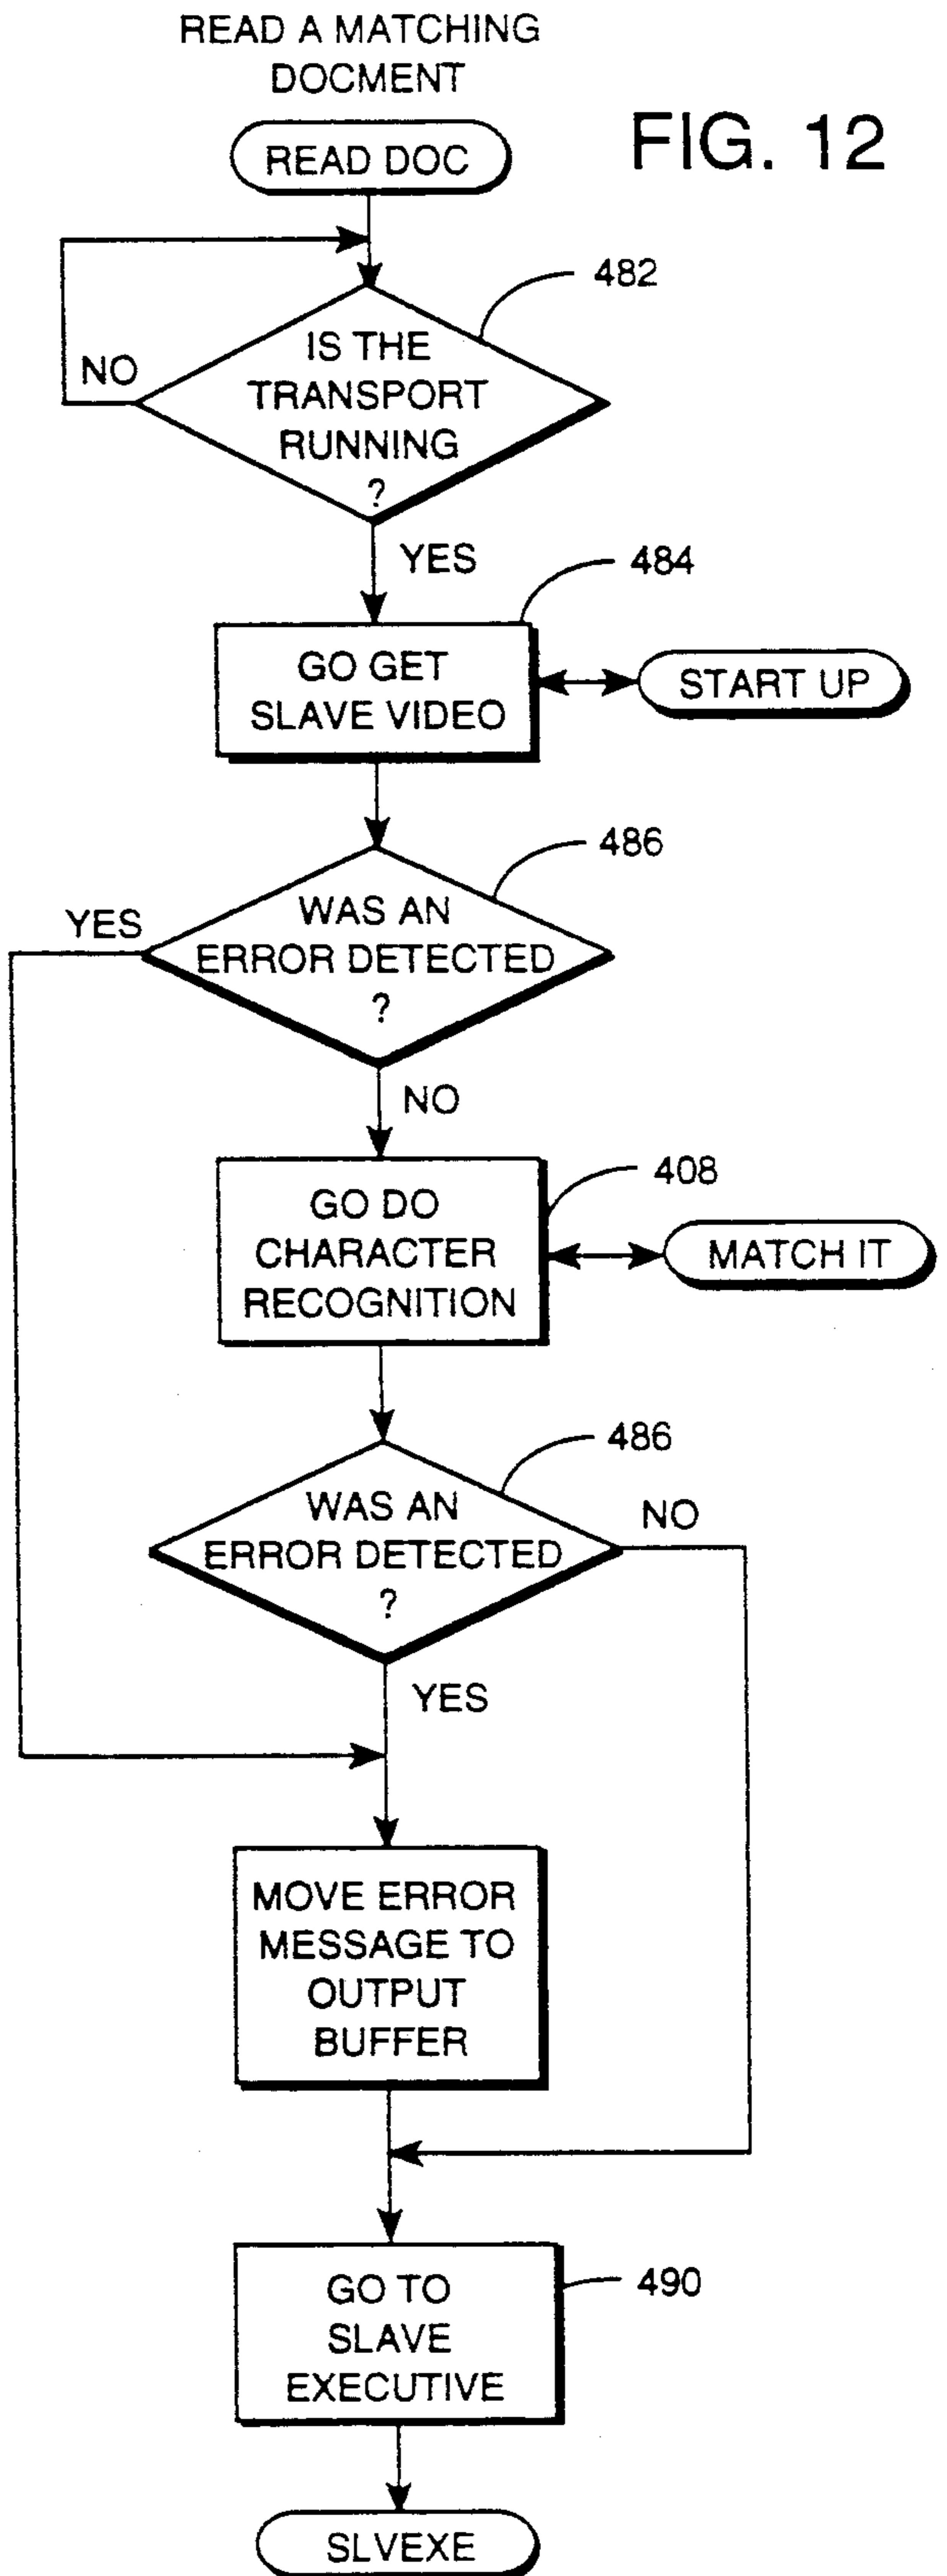 READ A MATCHING
DOCMENT
FIG. 12
READ DOC
482
IS THE
TRANSPORT
RUNNING
?
NO
YES
484
GO GET
SLAVE VIDEO
START UP
486
WAS AN
ERROR DETECTED
?
YES
NO
408
GO DO
CHARACTER
RECOGNITION
MATCH IT
486
WAS AN
ERROR DETECTED
?
NO
YES
MOVE ERROR
MESSAGE TO
OUTPUT
BUFFER
GO TO
SLAVE
EXECUTIVE
490
SLVEXE